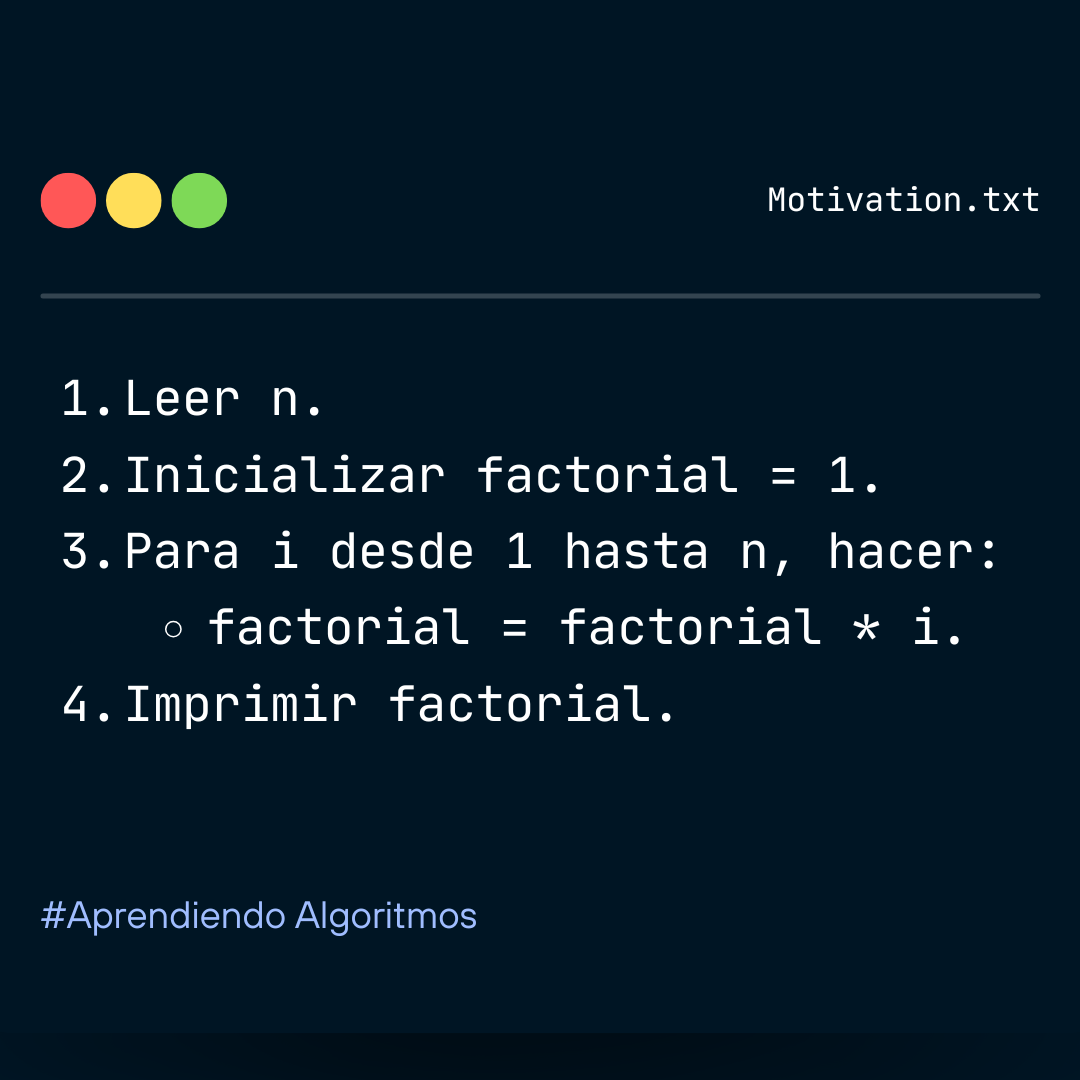 Motivation.txt
1. Leer n.
2. Inicializar factorial = 1.
3. Para i desde 1 hasta n, hacer:
◦ factorial = factorial * i.
4. Imprimir factorial.
#Aprendiendo Algoritmos